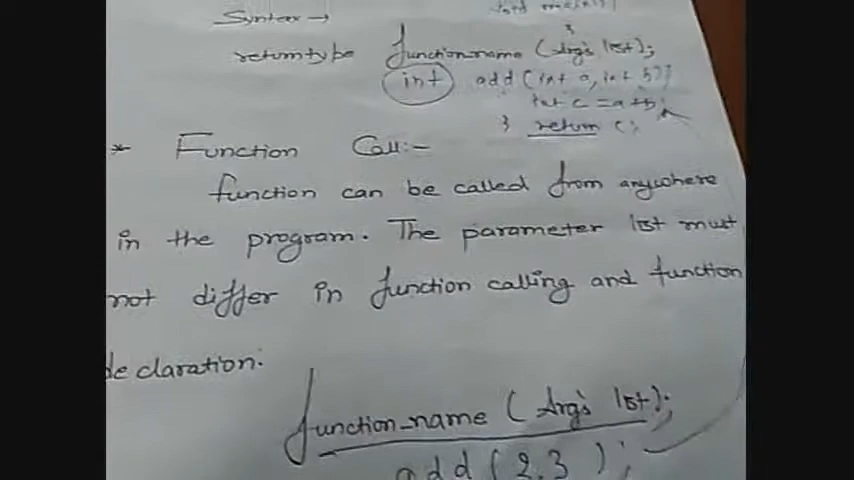 Syntax →
void main()
}
returntype function_name (Arg's list);
int add (int a, int b)
int c = a+b;
} return c;
* Function Call:-
function can be called from anywhere
in the program. The parameter list must
not differ in function calling and function
declaration.
function_name (Arg's list);
add (2,3);